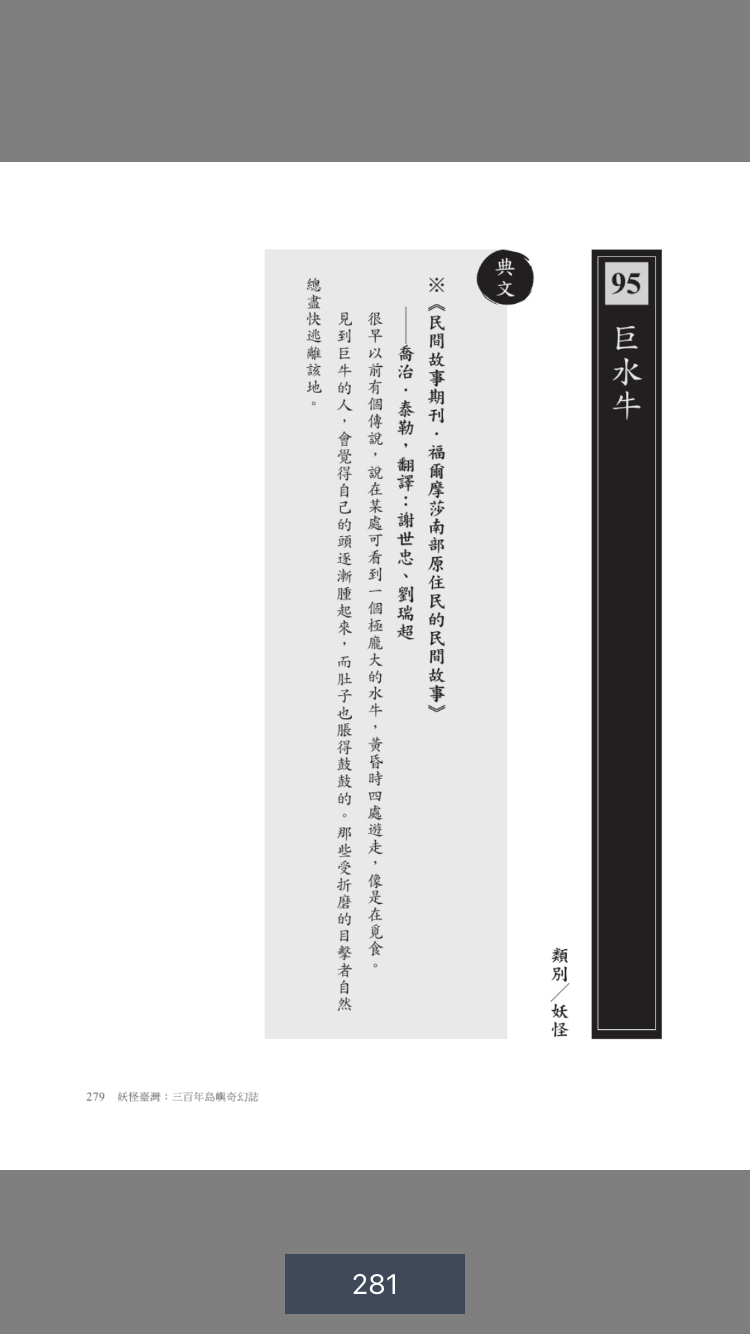 95
巨水牛
類別／妖怪
典文
※《民間故事期刊．福爾摩莎南部原住民的民間故事》
——喬治．泰勒，翻譯：謝世忠、劉瑞超
很早以前有個傳說，說在某處可看到一個極龐大的水牛，黃昏時四處遊走，像是在覓食。
見到巨牛的人，會覺得自己的頭逐漸腫起來，而肚子也脹得鼓鼓的。那些受折磨的目擊者自然
總盡快逃離該地。
279 妖怪臺灣：三百年島嶼奇幻誌
281